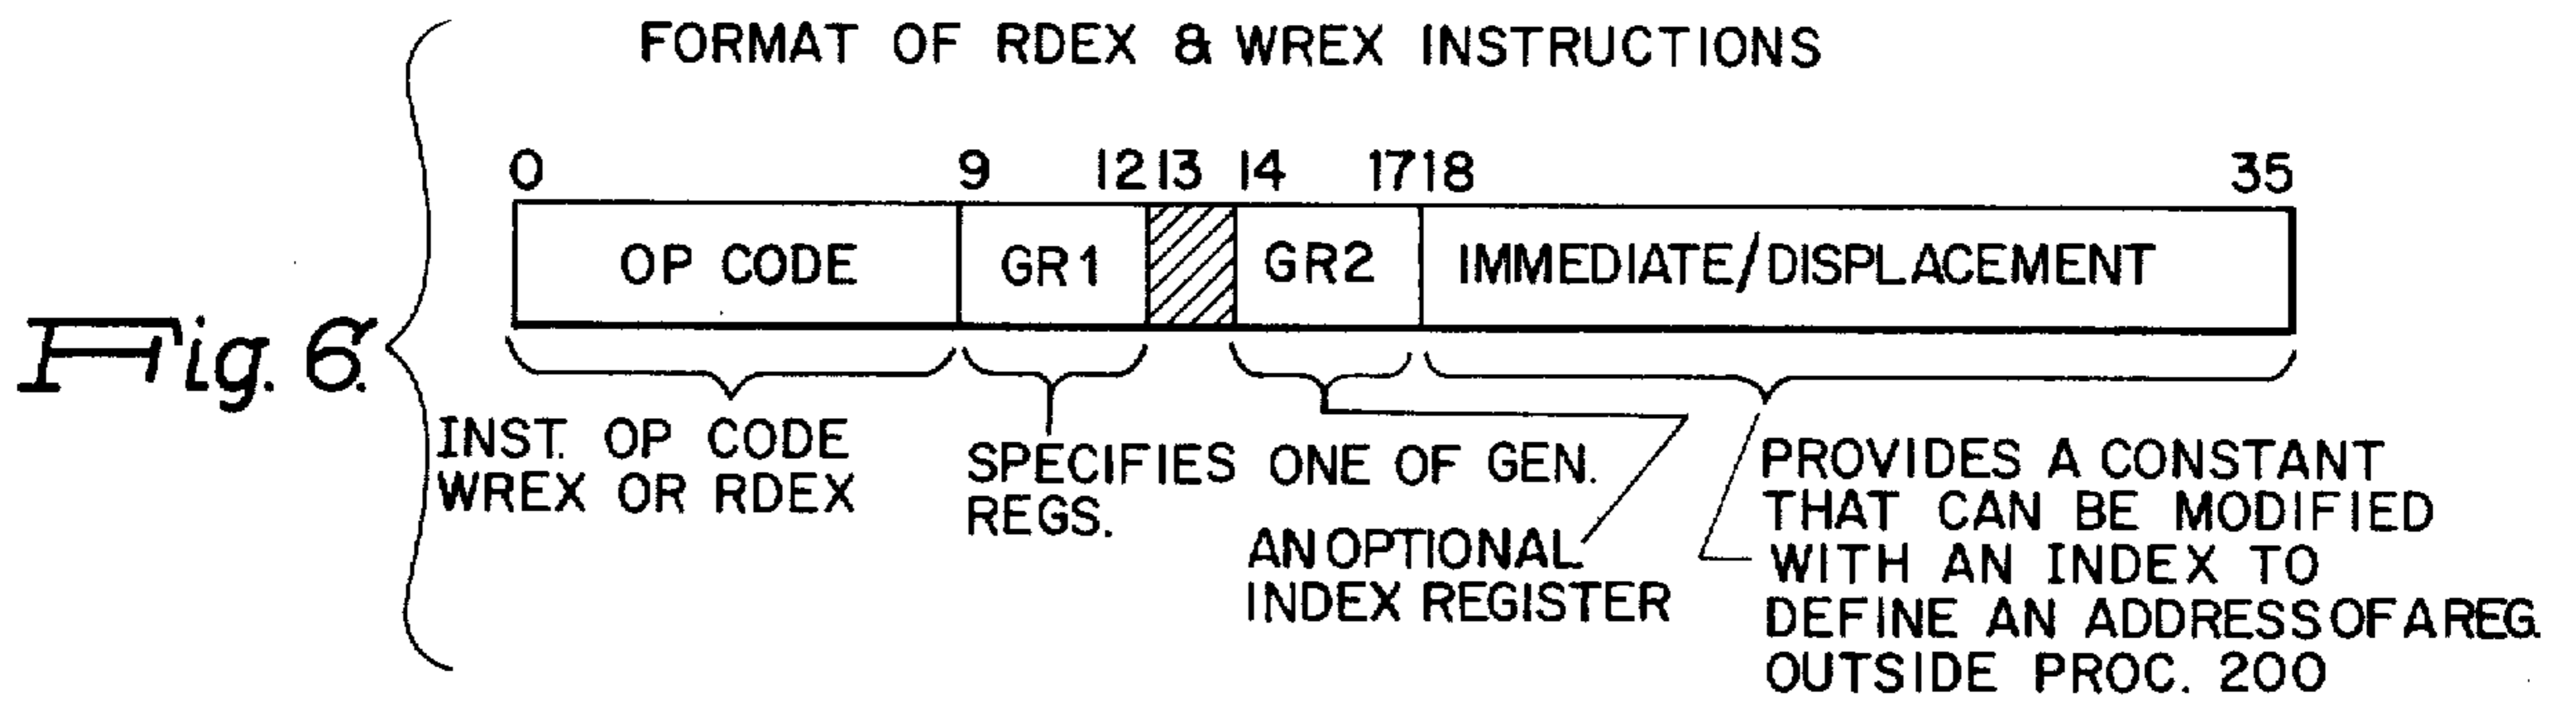 FORMAT OF RDEX & WREX INSTRUCTIONS
0 9 12 13 14 17 18 35
OP CODE GR1 GR2 IMMEDIATE/DISPLACEMENT
Fig. 6.
INST. OP CODE
WREX OR RDEX
SPECIFIES ONE OF GEN.
REGS.
AN OPTIONAL
INDEX REGISTER
PROVIDES A CONSTANT
THAT CAN BE MODIFIED
WITH AN INDEX TO
DEFINE AN ADDRESS OF A REG.
OUTSIDE PROC. 200